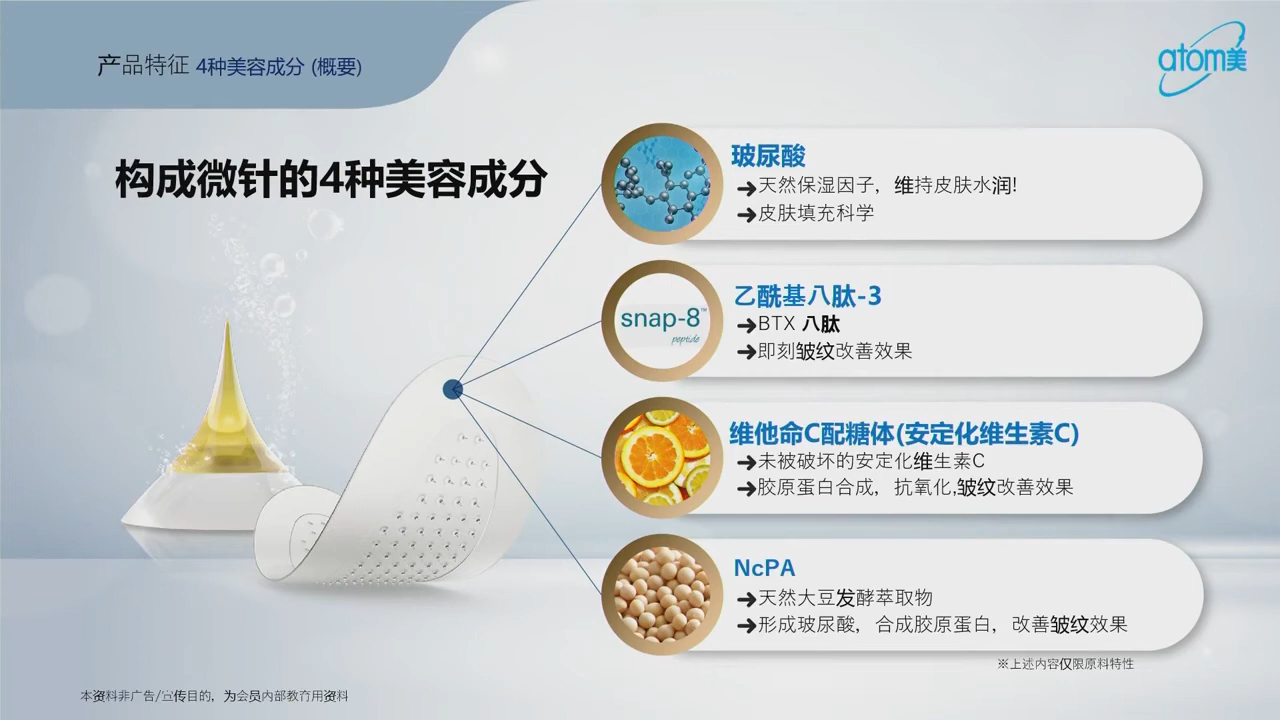 产品特征 4种美容成分 (概要)
atom美
构成微针的4种美容成分
玻尿酸
➔天然保湿因子，维持皮肤水润!
➔皮肤填充科学
snap-8™
peptide
乙酰基八肽-3
➔BTX 八肽
➔即刻皱纹改善效果
维他命C配糖体(安定化维生素C)
➔未被破坏的安定化维生素C
➔胶原蛋白合成，抗氧化,皱纹改善效果
NcPA
➔天然大豆发酵萃取物
➔形成玻尿酸，合成胶原蛋白，改善皱纹效果
※上述内容仅限原料特性
本资料非广告/宣传目的，为会员内部教育用资料